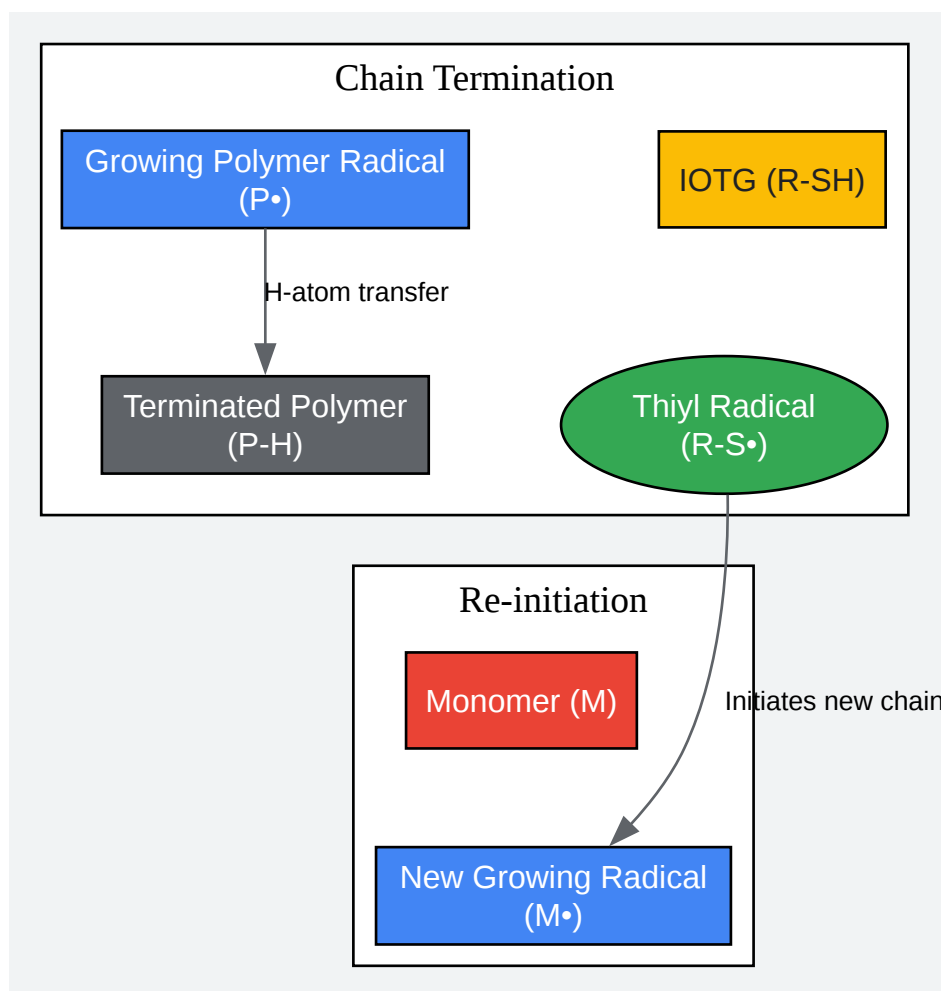 Chain Termination
Growing Polymer Radical
(P•)
IOTG (R-SH)
H-atom transfer
Terminated Polymer
(P-H)
Thiyl Radical
(R-S•)
Re-initiation
Monomer (M)
Initiates new chain
New Growing Radical
(M•)